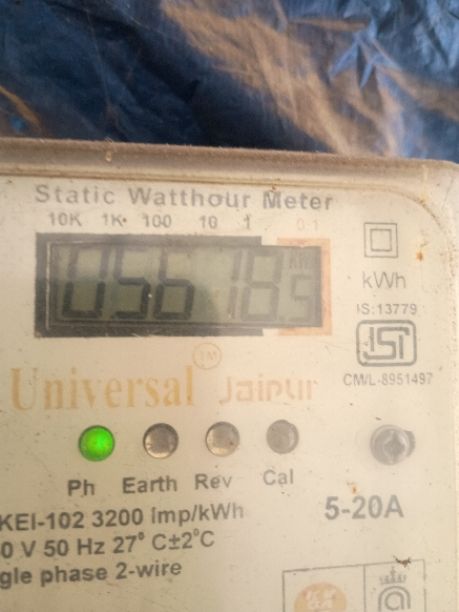 Static Watthour Meter
10K 1K 100 10 1 0.1
05618.5
kWh
IS:13779
ISI
CM/L-8951497
Universal™ Jaipur
Ph Earth Rev Cal
5-20A
KEI-102 3200 Imp/kWh
0 V 50 Hz 27° C±2°C
gle phase 2-wire